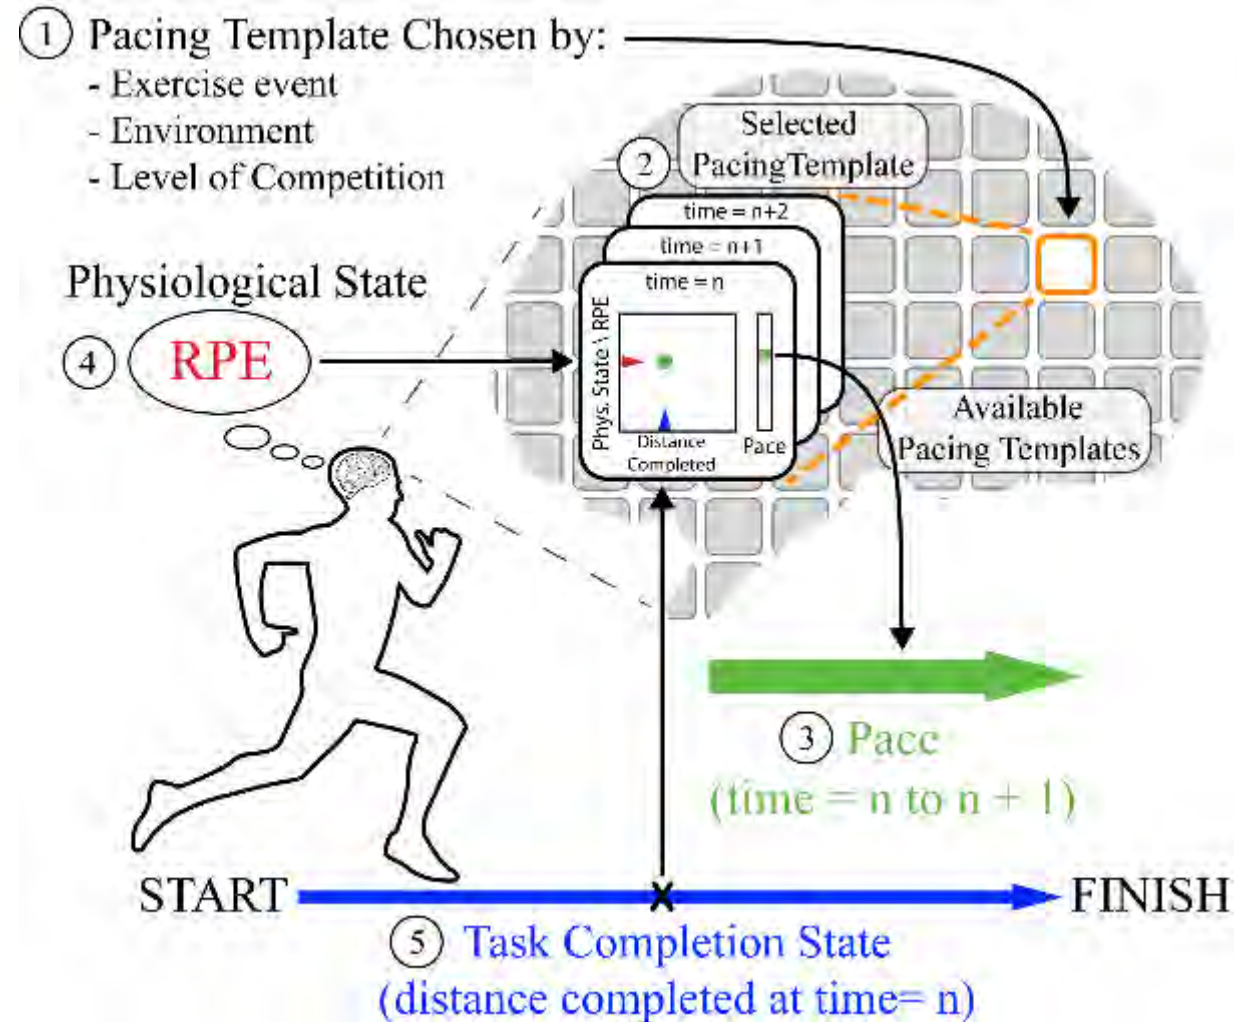 1 Pacing Template Chosen by:
- Exercise event
- Environment
- Level of Competition
Selected
PacingTemplate
2
time = n+2
time = n+1
time = n
Phys. State \ RPE
Distance
Completed
Pace
Physiological State
4 RPE
Available
Pacing Templates
3 Pace
(time = n to n + 1)
START
FINISH
5 Task Completion State
(distance completed at time= n)